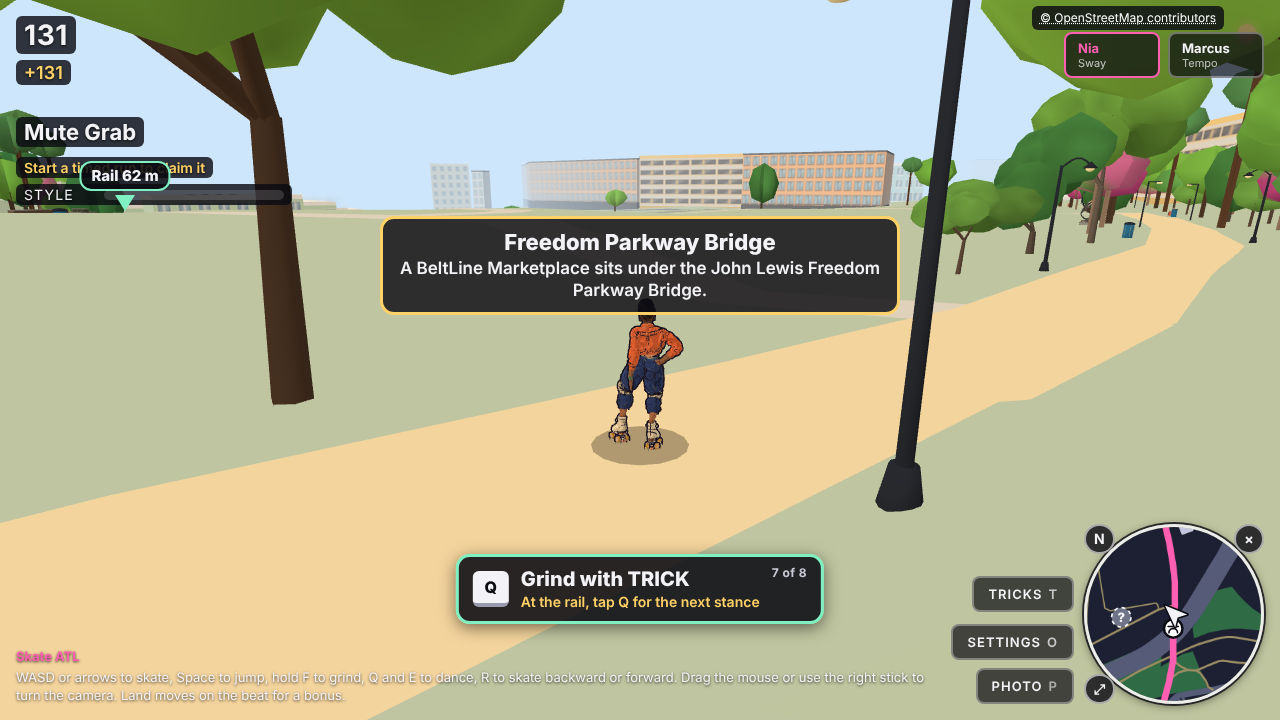 131
+131
© OpenStreetMap contributors
Nia
Sway
Marcus
Tempo
Mute Grab
Start a
aim it
Rail 62 m
STYLE
Freedom Parkway Bridge
A BeltLine Marketplace sits under the John Lewis Freedom
Parkway Bridge.
Q
Grind with TRICK
7 of 8
At the rail, tap Q for the next stance
N
×
?
TRICKS T
SETTINGS O
PHOTO P
Skate ATL
WASD or arrows to skate, Space to jump, hold F to grind, Q and E to dance, R to skate backward or forward. Drag the mouse or use the right stick to
turn the camera. Land moves on the beat for a bonus.